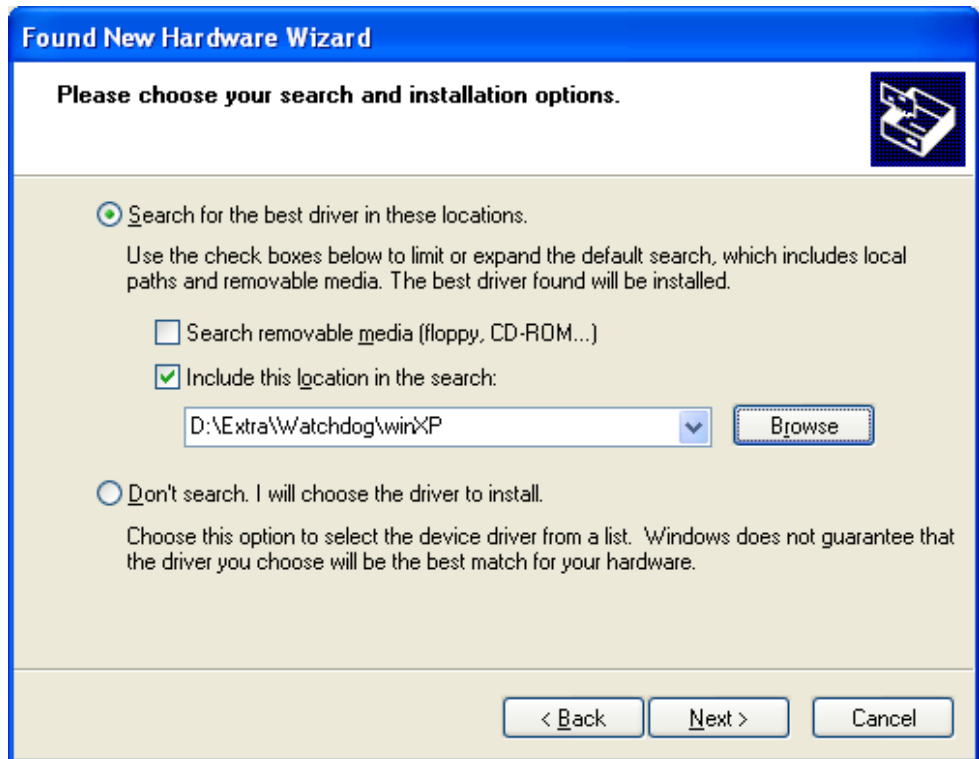 Found New Hardware Wizard
Please choose your search and installation options.
Search for the best driver in these locations.
Use the check boxes below to limit or expand the default search, which includes local
paths and removable media. The best driver found will be installed.
Search removable media (floppy, CD-ROM...)
Include this location in the search:
D:\Extra\Watchdog\winXP
Browse
Don't search. I will choose the driver to install.
Choose this option to select the device driver from a list.  Windows does not guarantee that
the driver you choose will be the best match for your hardware.
< Back
Next >
Cancel